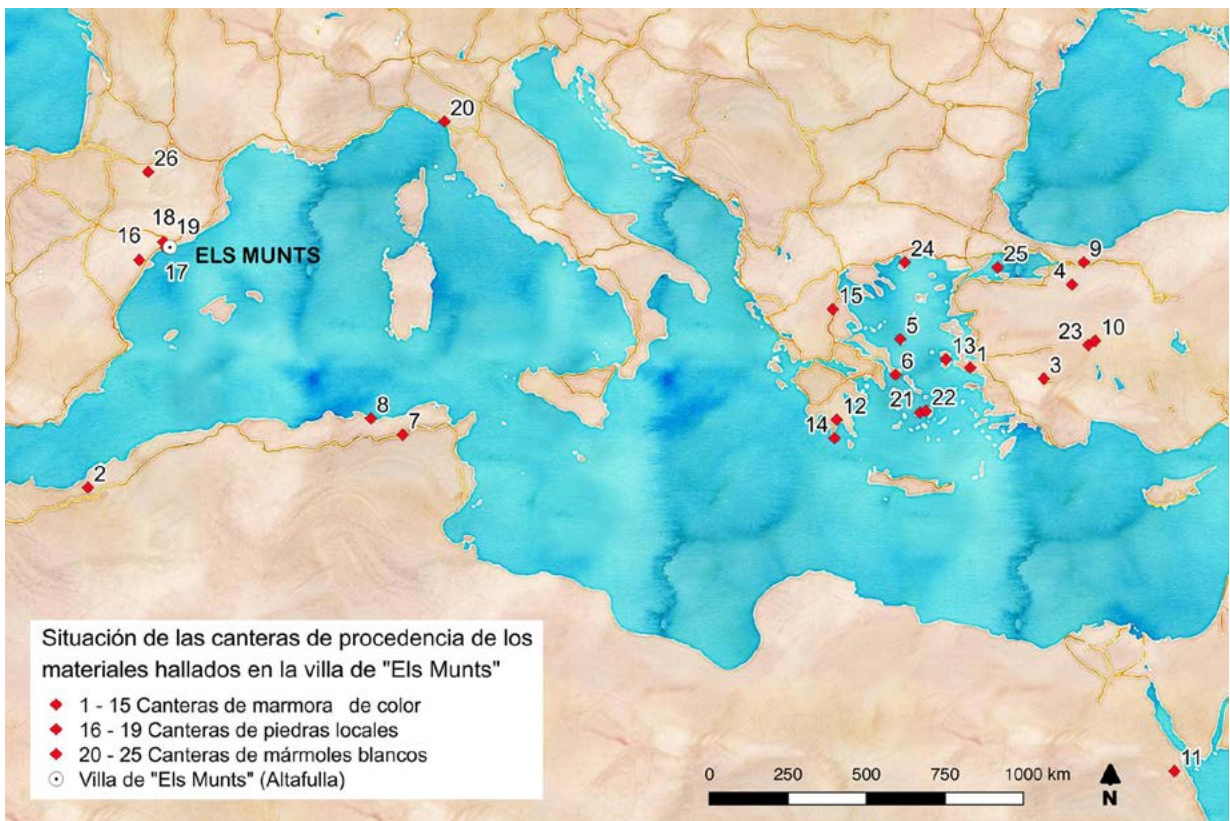 20
26
18 19
16
ELS MUNTS
17
24
25
9
4
15
5
23 10
13 1
6
3
21 22
12
14
8
7
2
11
Situación de las canteras de procedencia de los
materiales hallados en la villa de "Els Munts"
1 - 15 Canteras de marmora de color
16 - 19 Canteras de piedras locales
20 - 25 Canteras de mármoles blancos
Villa de "Els Munts" (Altafulla)
0 250 500 750 1000 km
N